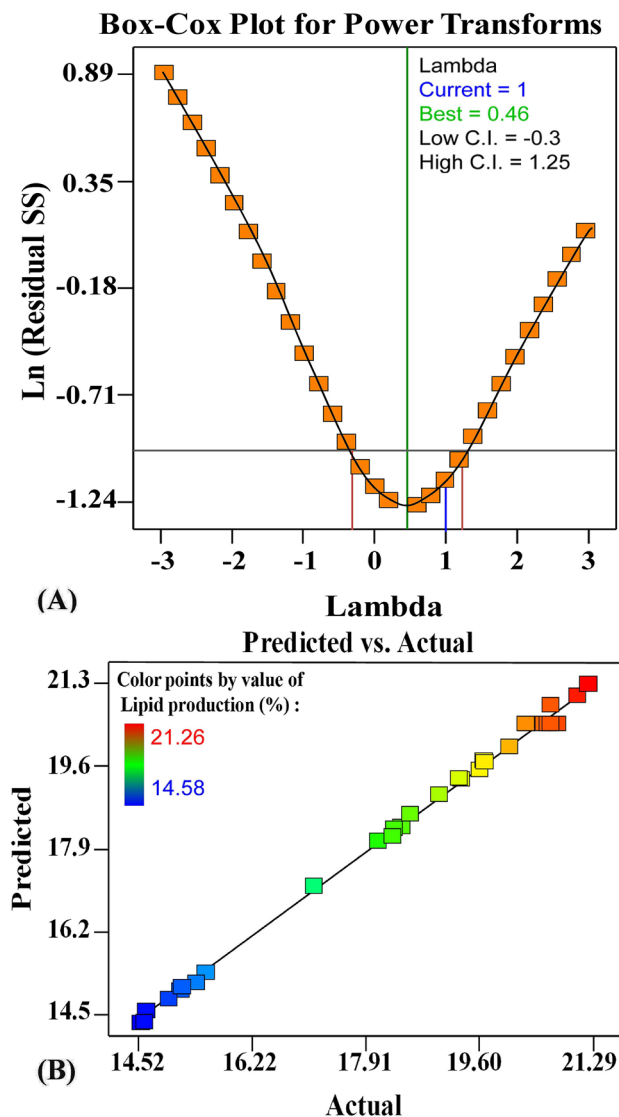 Box-Cox Plot for Power Transforms
Lambda
Current = 1
Best = 0.46
Low C.I. = -0.3
High C.I. = 1.25
Ln (Residual SS)
0.89
0.35
-0.18
-0.71
-1.24
-3 -2 -1 0 1 2 3
(A)
Lambda
Predicted vs. Actual
Color points by value of
Lipid production (%) :
21.26
14.58
Predicted
21.3
19.6
17.9
16.2
14.5
14.52 16.22 17.91 19.60 21.29
(B)
Actual